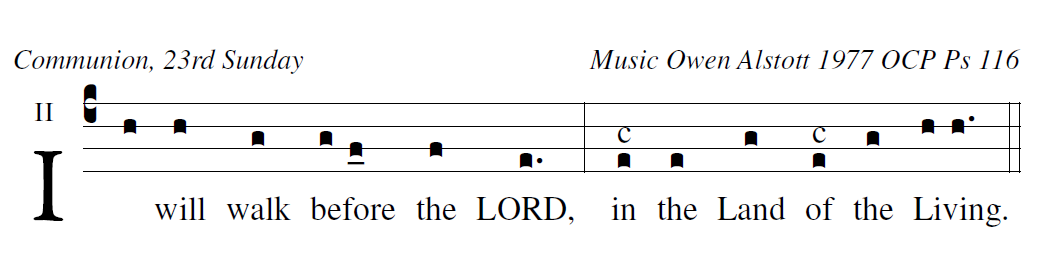 Communion, 23rd Sunday Music Owen Alstott 1977 OCP Ps 116
II
c c
I will walk before the LORD, in the Land of the Living.